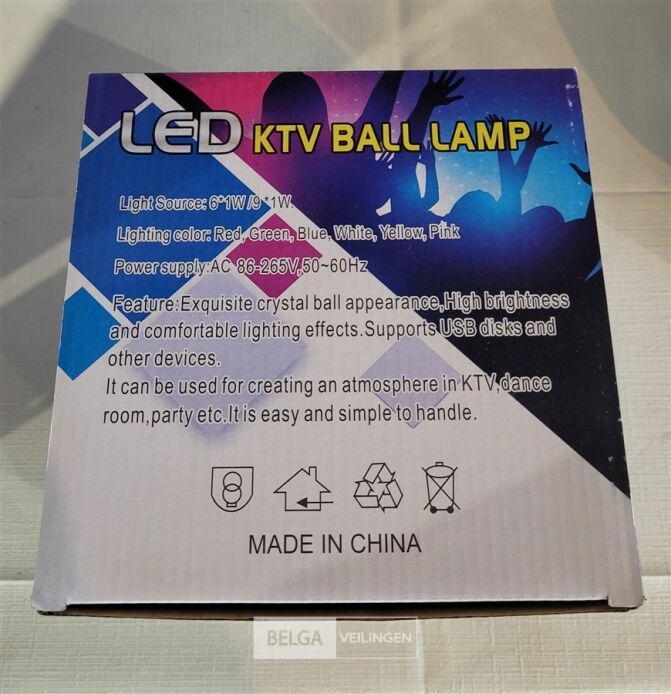 LED KTV BALL LAMP
Light Source: 6*1W/9*1W
Lighting color: Red, Green, Blue, White, Yellow, Pink
Power supply:AC 86-265V,50~60Hz
Feature:Exquisite crystal ball appearance,High brightness
and comfortable lighting effects.Supports USB disks and
other devices.
It can be used for creating an atmosphere in KTV,dance
room,party etc.It is easy and simple to handle.
MADE IN CHINA
BELGA VEILINGEN